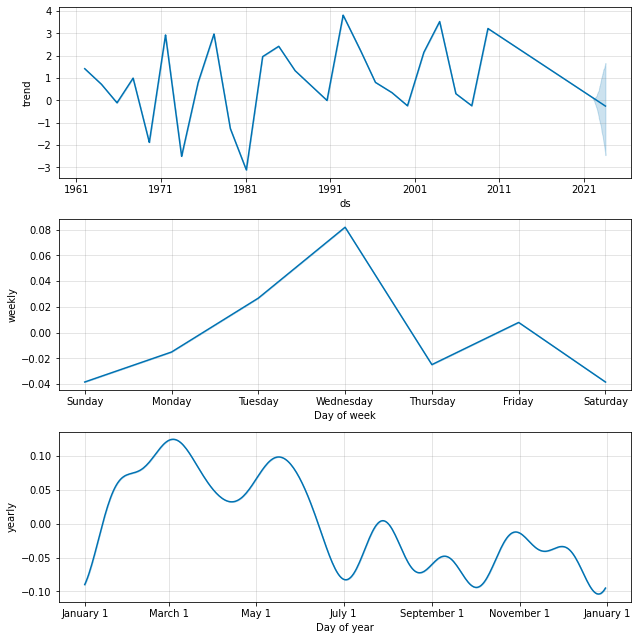 4
3
2
1
0
−1
−2
−3
trend
1961 1971 1981 1991 2001 2011 2021
ds
0.08
0.06
0.04
0.02
0.00
−0.02
−0.04
weekly
Sunday Monday Tuesday Wednesday Thursday Friday Saturday
Day of week
0.10
0.05
0.00
−0.05
−0.10
yearly
January 1 March 1 May 1 July 1 September 1 November 1 January 1
Day of year